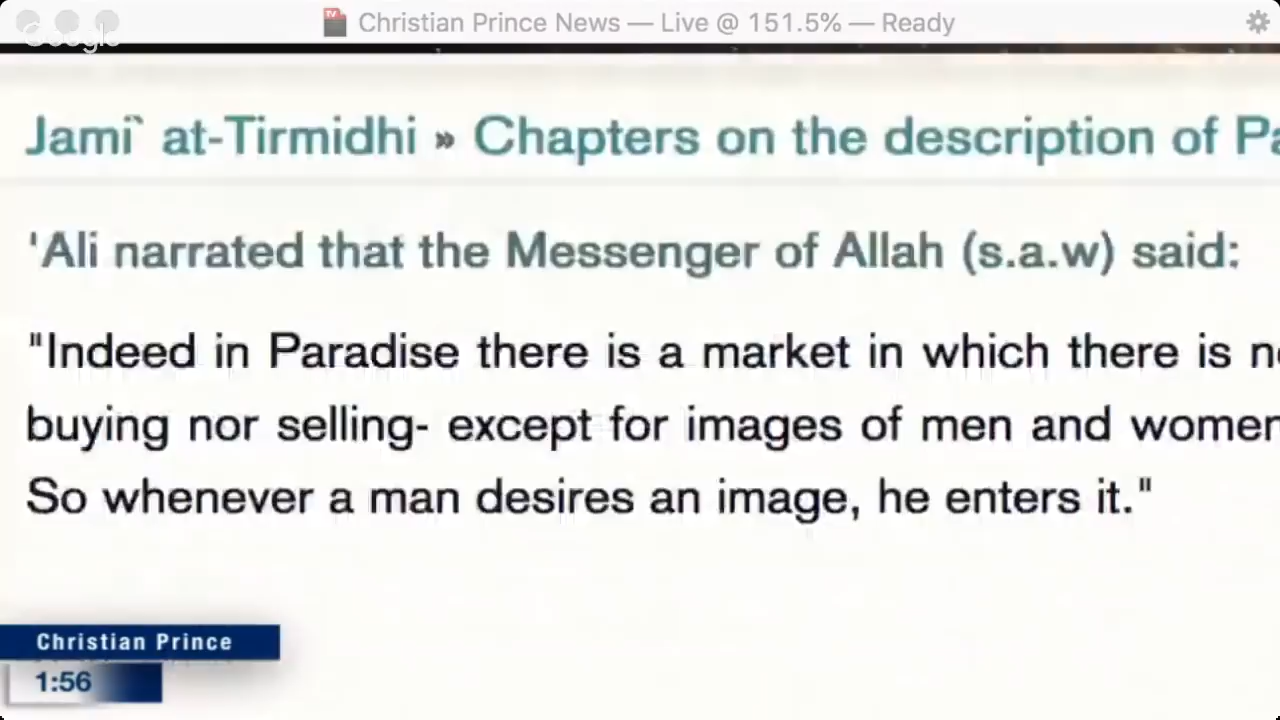 Christian Prince News — Live @ 151.5% — Ready
Google
Jami` at-Tirmidhi » Chapters on the description of
'Ali narrated that the Messenger of Allah (s.a.w) said:
"Indeed in Paradise there is a market in which there is
buying nor selling- except for images of men and women
So whenever a man desires an image, he enters it."
Christian Prince
1:56